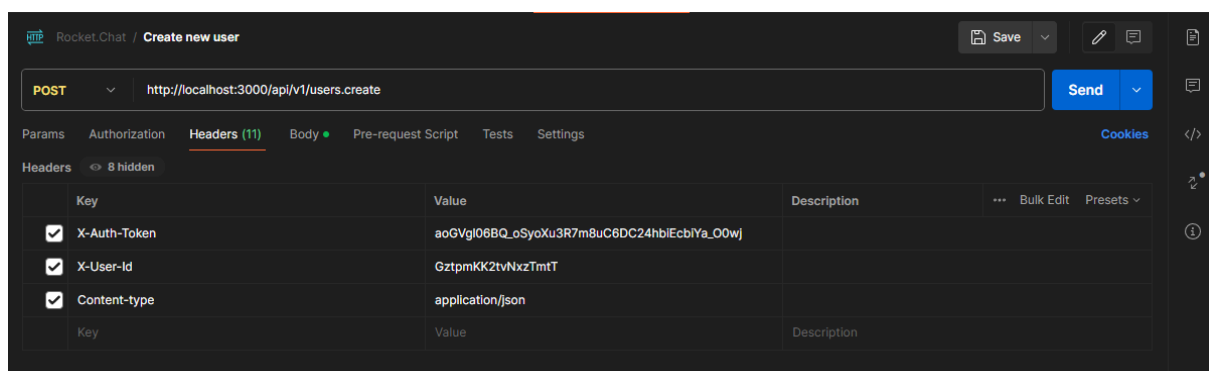 HTTP Rocket.Chat / Create new user Save
POST http://localhost:3000/api/v1/users.create Send
Params Authorization Headers (11) Body Pre-request Script Tests Settings Cookies
Headers 8 hidden
Key Value Description ••• Bulk Edit Presets
X-Auth-Token aoGVgl06BQ_oSyoXu3R7m8uC6DC24hbiEcbiYa_O0wj
X-User-Id GztpmKK2tvNxzTmtT
Content-type application/json
Key Value Description